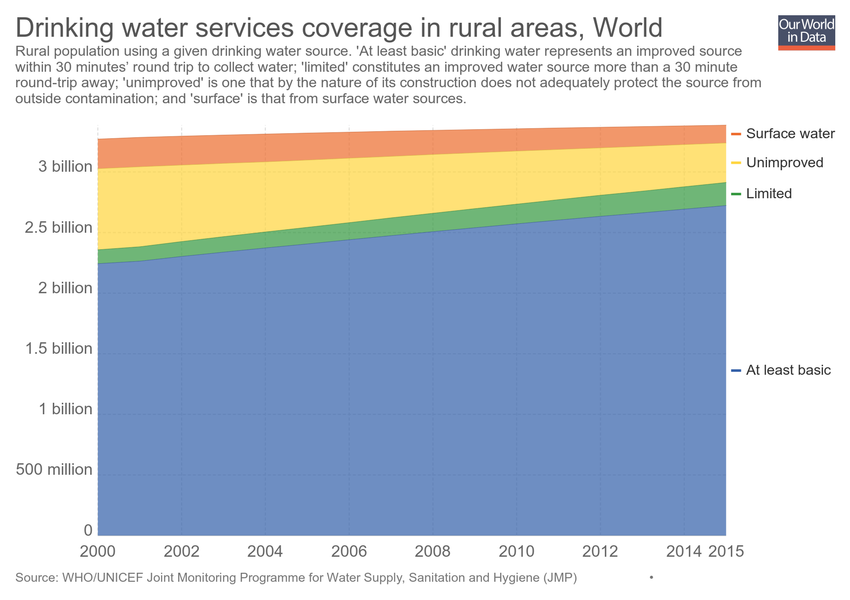 Drinking water services coverage in rural areas, World
Our World
in Data
Rural population using a given drinking water source. 'At least basic' drinking water represents an improved source
within 30 minutes’ round trip to collect water; 'limited' constitutes an improved water source more than a 30 minute
round-trip away; 'unimproved' is one that by the nature of its construction does not adequately protect the source from
outside contamination; and 'surface' is that from surface water sources.
Surface water
Unimproved
Limited
At least basic
3 billion
2.5 billion
2 billion
1.5 billion
1 billion
500 million
0
2000 2002 2004 2006 2008 2010 2012 2014 2015
Source: WHO/UNICEF Joint Monitoring Programme for Water Supply, Sanitation and Hygiene (JMP) •